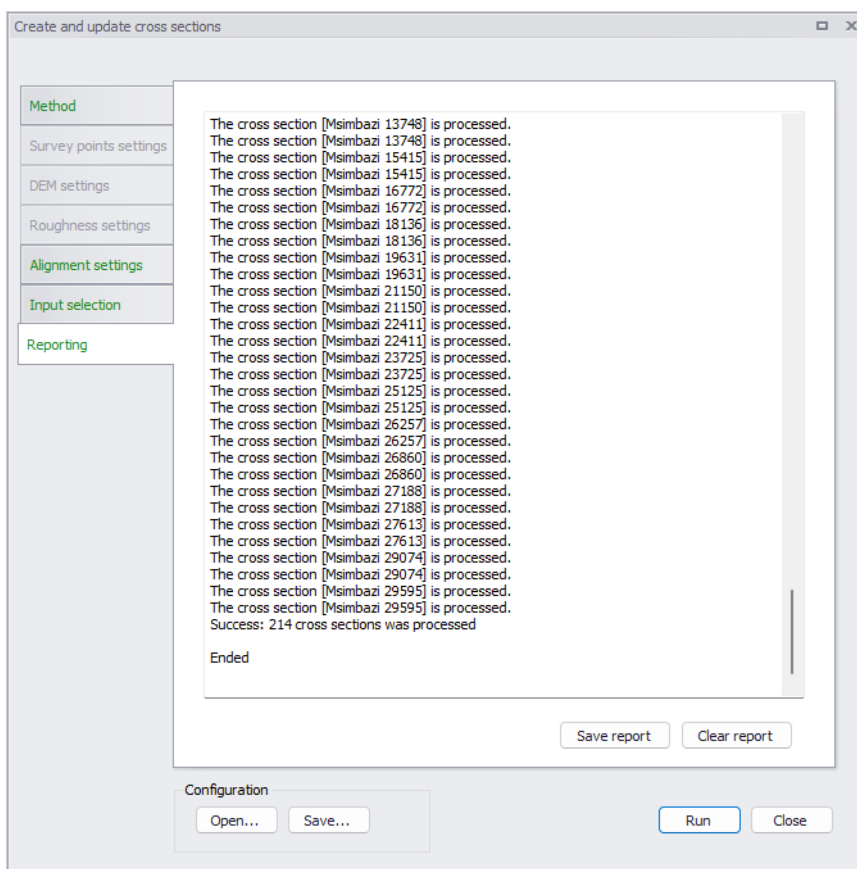 Create and update cross sections
Method
Survey points settings
DEM settings
Roughness settings
Alignment settings
Input selection
Reporting
The cross section [Msimbazi 13748] is processed.
The cross section [Msimbazi 13748] is processed.
The cross section [Msimbazi 15415] is processed.
The cross section [Msimbazi 15415] is processed.
The cross section [Msimbazi 16772] is processed.
The cross section [Msimbazi 16772] is processed.
The cross section [Msimbazi 18136] is processed.
The cross section [Msimbazi 18136] is processed.
The cross section [Msimbazi 19631] is processed.
The cross section [Msimbazi 19631] is processed.
The cross section [Msimbazi 21150] is processed.
The cross section [Msimbazi 21150] is processed.
The cross section [Msimbazi 22411] is processed.
The cross section [Msimbazi 22411] is processed.
The cross section [Msimbazi 23725] is processed.
The cross section [Msimbazi 23725] is processed.
The cross section [Msimbazi 25125] is processed.
The cross section [Msimbazi 25125] is processed.
The cross section [Msimbazi 26257] is processed.
The cross section [Msimbazi 26257] is processed.
The cross section [Msimbazi 26860] is processed.
The cross section [Msimbazi 26860] is processed.
The cross section [Msimbazi 27188] is processed.
The cross section [Msimbazi 27188] is processed.
The cross section [Msimbazi 27613] is processed.
The cross section [Msimbazi 27613] is processed.
The cross section [Msimbazi 29074] is processed.
The cross section [Msimbazi 29074] is processed.
The cross section [Msimbazi 29595] is processed.
The cross section [Msimbazi 29595] is processed.
Success: 214 cross sections was processed
Ended
Save report Clear report
Configuration
Open... Save... Run Close